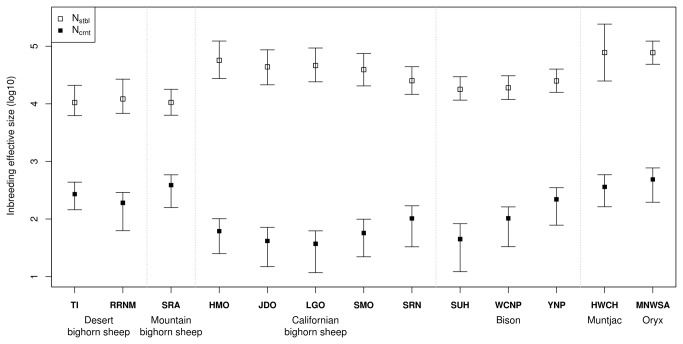 N_stbl
N_crnt
Inbreeding effective size (log10)
5
4
3
2
1
TI RRNM SRA HMO JDO LGO SMO SRN SUH WCNP YNP HWCH MNWSA
Desert bighorn sheep
Mountain bighorn sheep
Californian bighorn sheep
Bison
Muntjac
Oryx